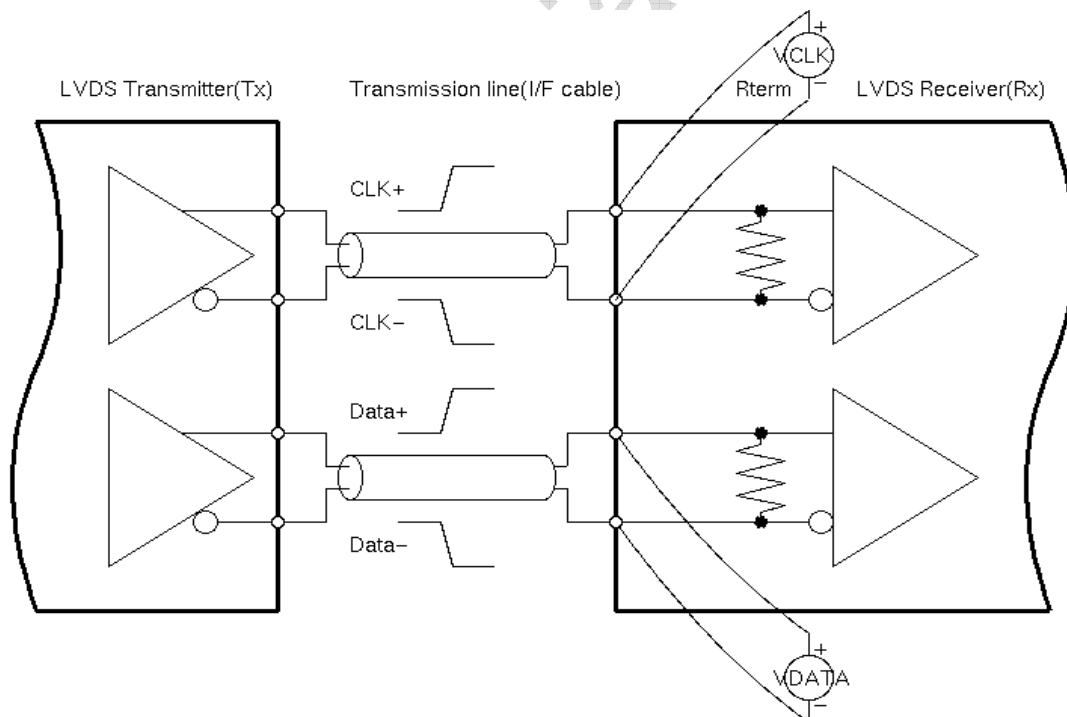 VCLK
+
−
LVDS Transmitter(Tx)
Transmission line(I/F cable)
Rterm
LVDS Receiver(Rx)
CLK+
CLK−
Data+
Data−
+
VDATA
−